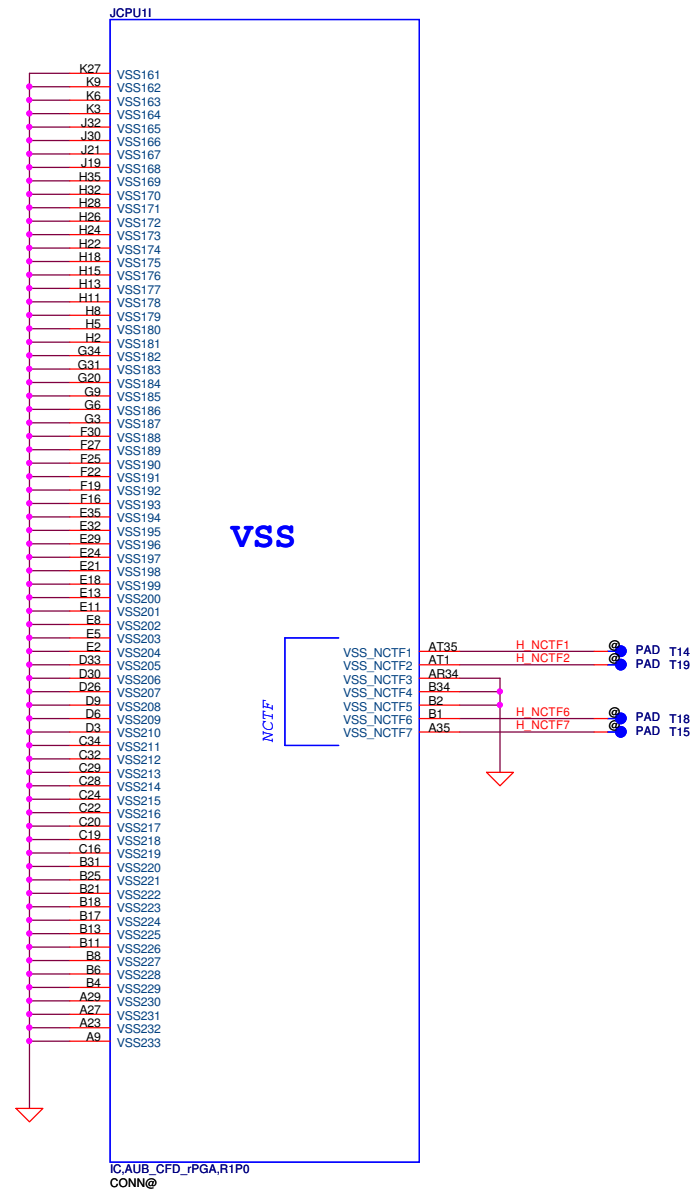 JCPU1I
K27 VSS161
K9 VSS162
K6 VSS163
K3 VSS164
J32 VSS165
J30 VSS166
J21 VSS167
J19 VSS168
H35 VSS169
H32 VSS170
H28 VSS171
H26 VSS172
H24 VSS173
H22 VSS174
H18 VSS175
H15 VSS176
H13 VSS177
H11 VSS178
H8 VSS179
H5 VSS180
H2 VSS181
G34 VSS182
G31 VSS183
G20 VSS184
G9 VSS185
G6 VSS186
G3 VSS187
F30 VSS188
F27 VSS189
F25 VSS190
F22 VSS191
F19 VSS192
F16 VSS193
E35 VSS194
E32 VSS195
E29 VSS196
E24 VSS197
E21 VSS198
E18 VSS199
E13 VSS200
E11 VSS201
E8 VSS202
E5 VSS203
E2 VSS204
D33 VSS205
D30 VSS206
D26 VSS207
D9 VSS208
D6 VSS209
D3 VSS210
C34 VSS211
C32 VSS212
C29 VSS213
C28 VSS214
C24 VSS215
C22 VSS216
C20 VSS217
C19 VSS218
C16 VSS219
B31 VSS220
B25 VSS221
B21 VSS222
B18 VSS223
B17 VSS224
B13 VSS225
B11 VSS226
B8 VSS227
B6 VSS228
B4 VSS229
A29 VSS230
A27 VSS231
A23 VSS232
A9 VSS233
VSS
NCTF
VSS_NCTF1 AT35 H_NCTF1 @ PAD T14
VSS_NCTF2 AT1 H_NCTF2 @ PAD T19
VSS_NCTF3 AR34
VSS_NCTF4 B34
VSS_NCTF5 B2
VSS_NCTF6 B1 H_NCTF6 @ PAD T18
VSS_NCTF7 A35 H_NCTF7 @ PAD T15
IC,AUB_CFD_rPGA,R1P0
CONN@